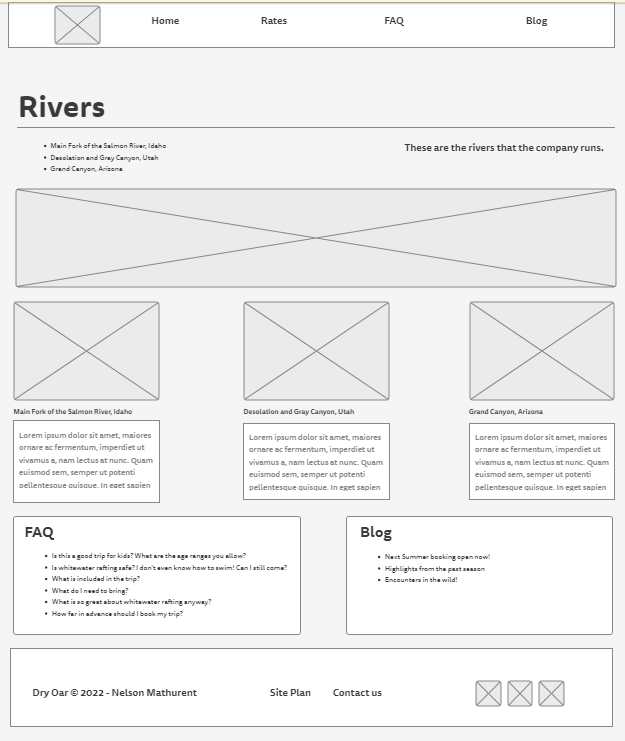 Home Rates FAQ Blog
Rivers
• Main Fork of the Salmon River, Idaho
• Desolation and Gray Canyon, Utah
• Grand Canyon, Arizona
These are the rivers that the company runs.
Main Fork of the Salmon River, Idaho
Lorem ipsum dolor sit amet, maiores
ornare ac fermentum, imperdiet ut
vivamus a, nam lectus at nunc. Quam
euismod sem, semper ut potenti
pellentesque quisque. In eget sapien
Desolation and Gray Canyon, Utah
Lorem ipsum dolor sit amet, maiores
ornare ac fermentum, imperdiet ut
vivamus a, nam lectus at nunc. Quam
euismod sem, semper ut potenti
pellentesque quisque. In eget sapien
Grand Canyon, Arizona
Lorem ipsum dolor sit amet, maiores
ornare ac fermentum, imperdiet ut
vivamus a, nam lectus at nunc. Quam
euismod sem, semper ut potenti
pellentesque quisque. In eget sapien
FAQ
• Is this a good trip for kids? What are the age ranges you allow?
• Is whitewater rafting safe? I don't even know how to swim! Can I still come?
• What is included in the trip?
• What do I need to bring?
• What is so great about whitewater rafting anyway?
• How far in advance should I book my trip?
Blog
• Next Summer booking open now!
• Highlights from the past season
• Encounters in the wild!
Dry Oar © 2022 - Nelson Mathurent Site Plan Contact us